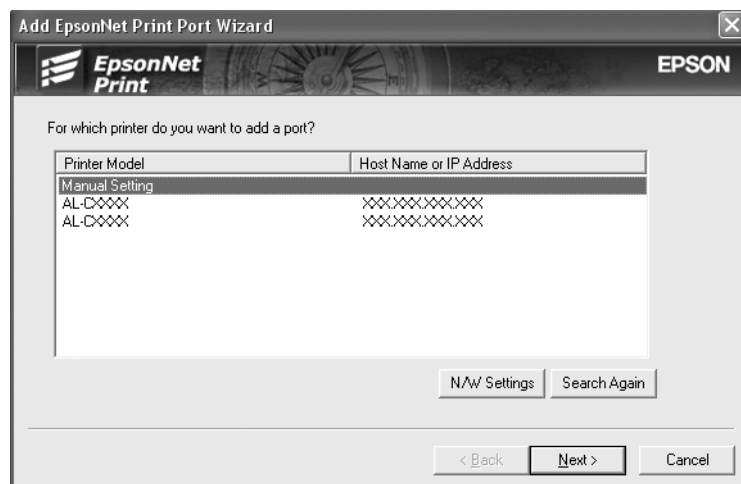 Add EpsonNet Print Port Wizard
EpsonNet
Print
EPSON
For which printer do you want to add a port?
Printer Model Host Name or IP Address
Manual Setting
AL-CXXXX XXX.XXX.XXX.XXX
AL-CXXXX XXX.XXX.XXX.XXX
N/W Settings Search Again
< Back Next > Cancel